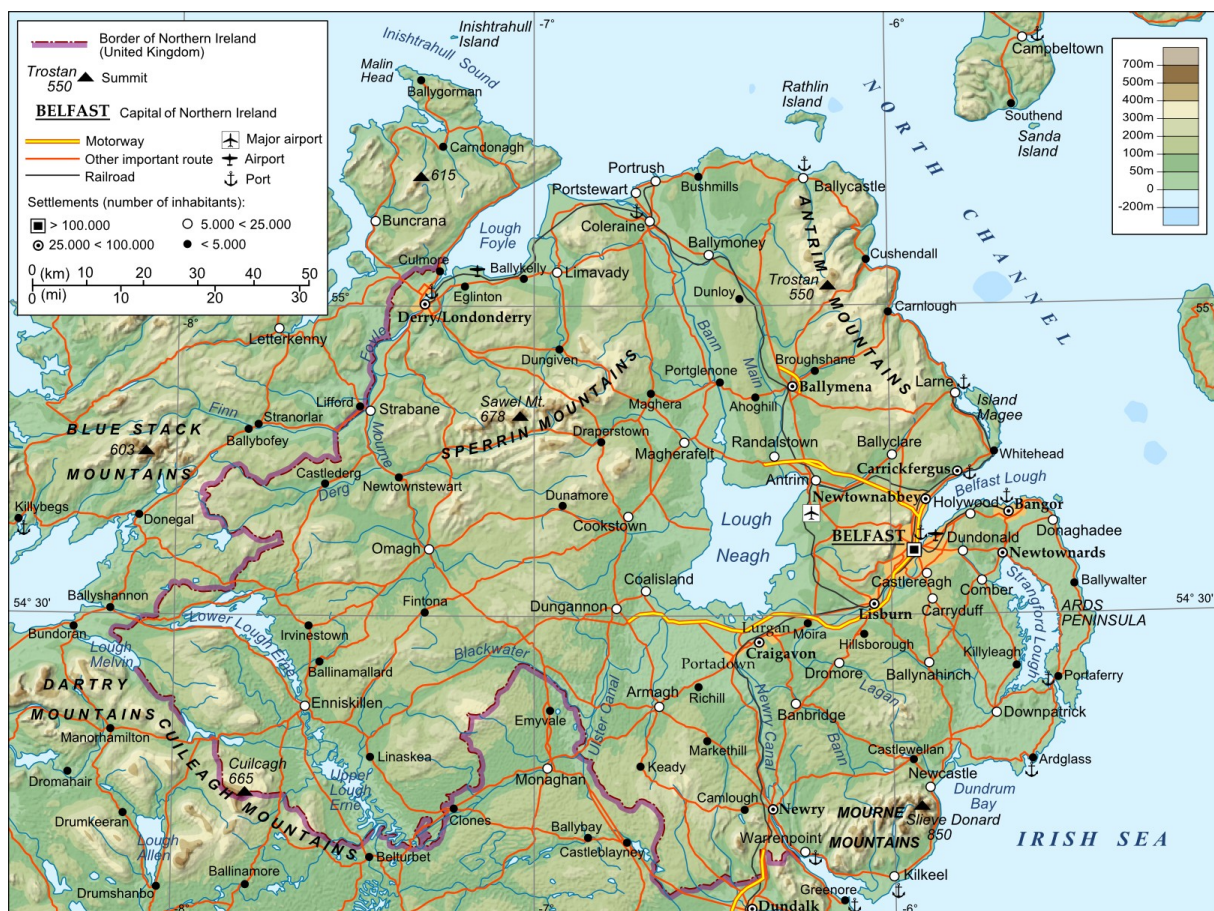 Border of Northern Ireland
(United Kingdom)
Trostan
550
Summit
BELFAST
Capital of Northern Ireland
Motorway
Other important route
Railroad
Major airport
Airport
Port
Settlements (number of inhabitants):
> 100.000
5.000 < 25.000
25.000 < 100.000
< 5.000
0 (km) 10 20 30 40 50
0 (mi) 10 20 30
700m
500m
400m
300m
200m
100m
50m
0
-200m
-7°
-6°
Inishtrahull
Island
Inishtrahull Sound
Malin
Head
Ballygorman
Campbeltown
Southend
Sanda
Island
Rathlin
Island
NORTH CHANNEL
Carndonagh
615
Buncrana
Lough
Foyle
Portrush
Portstewart
Bushmills
Ballycastle
Coleraine
Culmore
Ballykelly
Limavady
Ballymoney
Cushendall
ANTRIM MOUNTAINS
Trostan
550
Eglinton
Derry/Londonderry
Dunloy
Carnlough
55°
55°
-8°
Letterkenny
Foyle
Dungiven
Bann
Main
Broughshane
Portglenone
Ballymena
Larne
Island
Magee
Lifford
Strabane
Sawel Mt.
678
SPERRIN MOUNTAINS
Maghera
Ahoghill
Finn
Stranorlar
Ballybofey
BLUE STACK
603
MOUNTAINS
Mourne
Draperstown
Magherafelt
Randalstown
Ballyclare
Whitehead
Carrickfergus
Castlederg
Derg
Newtownstewart
Antrim
Newtownabbey
Belfast Lough
Holywood
Bangor
Killybegs
Donegal
Dunamore
Cookstown
Lough
Neagh
BELFAST
Dundonald
Donaghadee
Newtownards
Omagh
Castlereagh
Comber
Ballywalter
Coalisland
Carryduff
Strangford Lough
ARDS
PENINSULA
54° 30'
54° 30'
Ballyshannon
Bundoran
Lower Lough Erne
Irvinestown
Fintona
Dungannon
Lurgan
Moira
Lisburn
Hillsborough
Craigavon
Lough
Melvin
Ballinamallard
Blackwater
Portadown
Dromore
Ballynahinch
Killyleagh
Portaferry
DARTRY
MOUNTAINS
Manorhamilton
Enniskillen
Armagh
Richill
Lagan
Banbridge
Downpatrick
Emyvale
Ulster Canal
Newry Canal
Bann
CUILEAGH MOUNTAINS
Cuilcagh
665
Linaskea
Markethill
Castlewellan
Ardglass
Dromahair
Upper
Lough
Erne
Monaghan
Keady
Newcastle
Dundrum
Bay
Drumkeeran
Clones
Camlough
Newry
MOURNE
MOUNTAINS
Slieve Donard
850
IRISH SEA
Lough
Allen
Ballybay
Castleblayney
Warrenpoint
Belturbet
Ballinamore
Drumshanbo
Kilkeel
Greenore
Dundalk
-8°
-7°
-6°